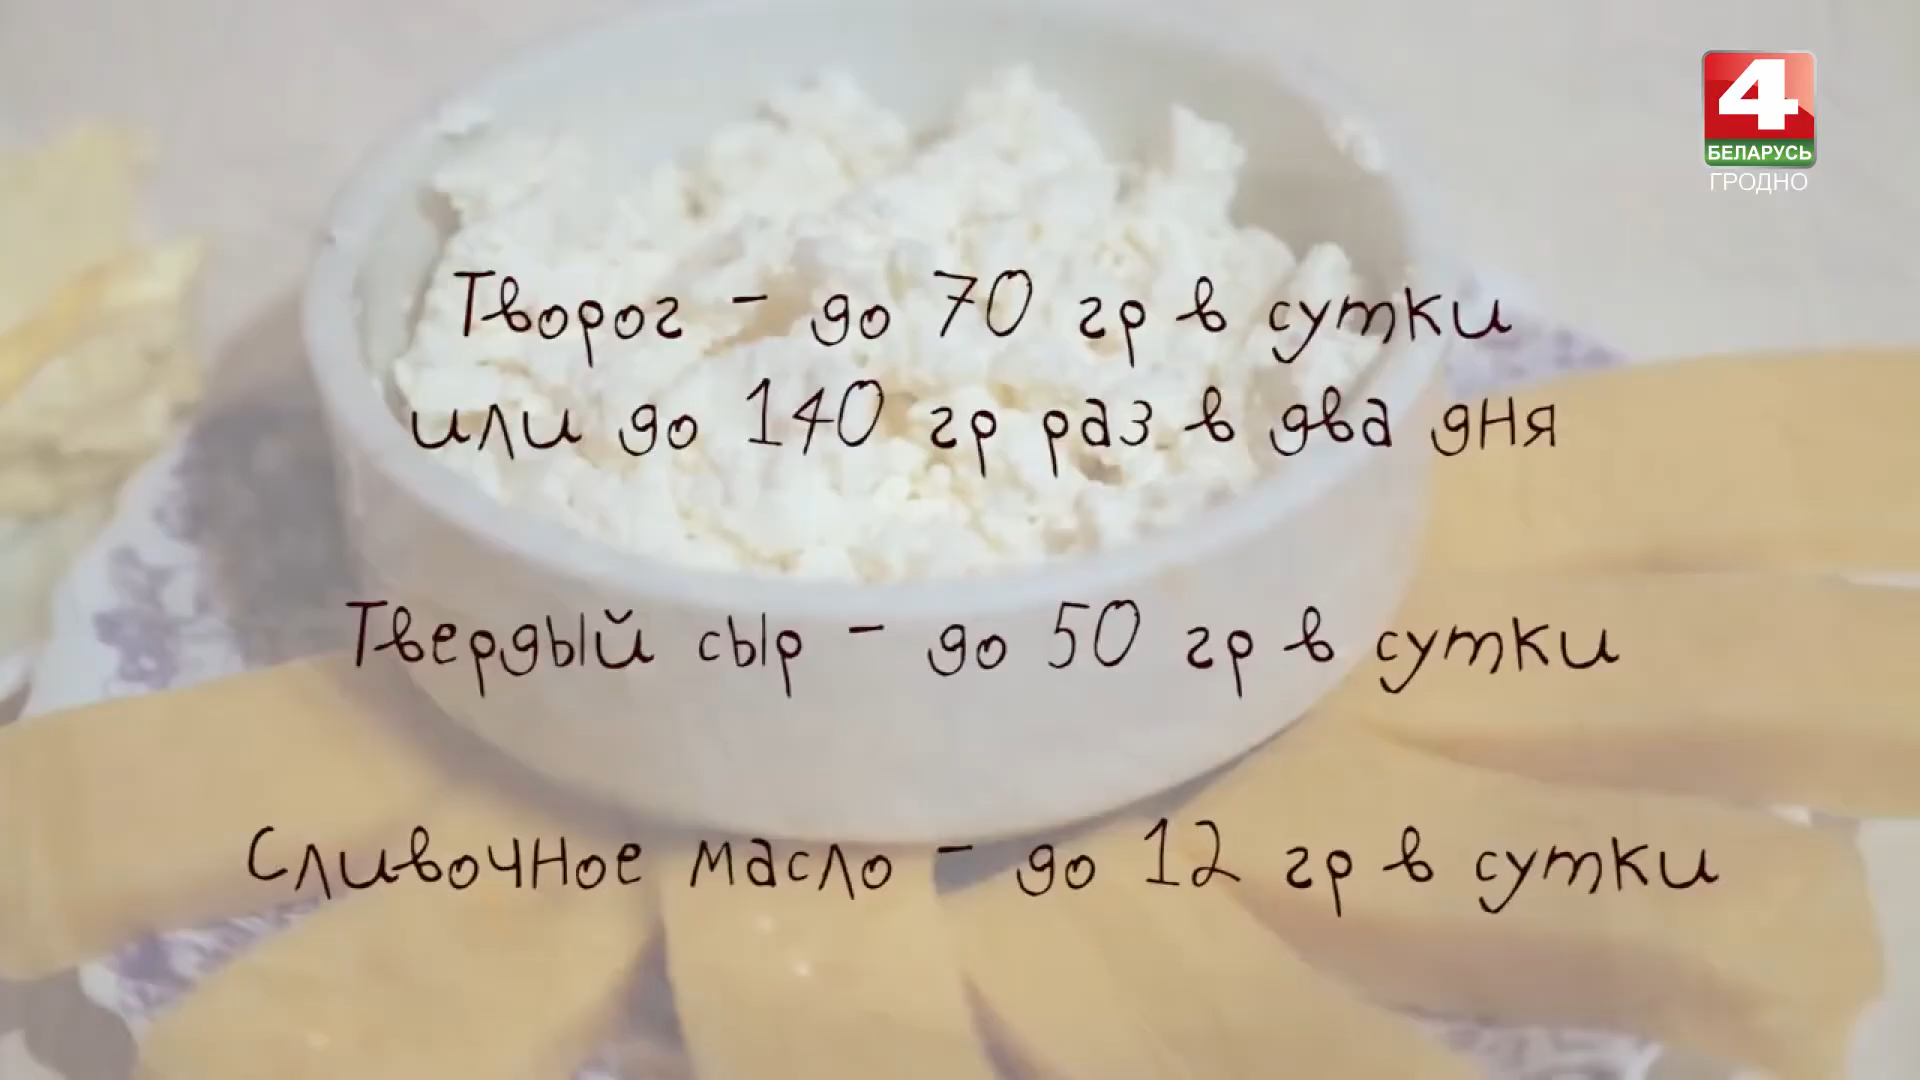 4
БЕЛАРУСЬ
ГРОДНО
Творог - до 70 гр в сутки
или до 140 гр раз в два дня
Твердый сыр - до 50 гр в сутки
Сливочное масло - до 12 гр в сутки